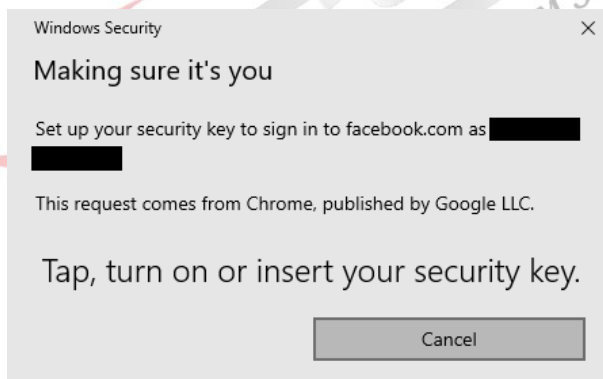 Windows Security
Making sure it's you
Set up your security key to sign in to facebook.com as
This request comes from Chrome, published by Google LLC.
Tap, turn on or insert your security key.
Cancel